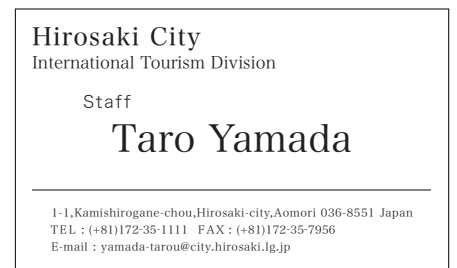 Hirosaki City
International Tourism Division
Staff
Taro Yamada
1-1,Kamishirogane-chou,Hirosaki-city,Aomori 036-8551 Japan
TEL : (+81)172-35-1111 FAX : (+81)172-35-7956
E-mail : yamada-tarou@city.hirosaki.lg.jp